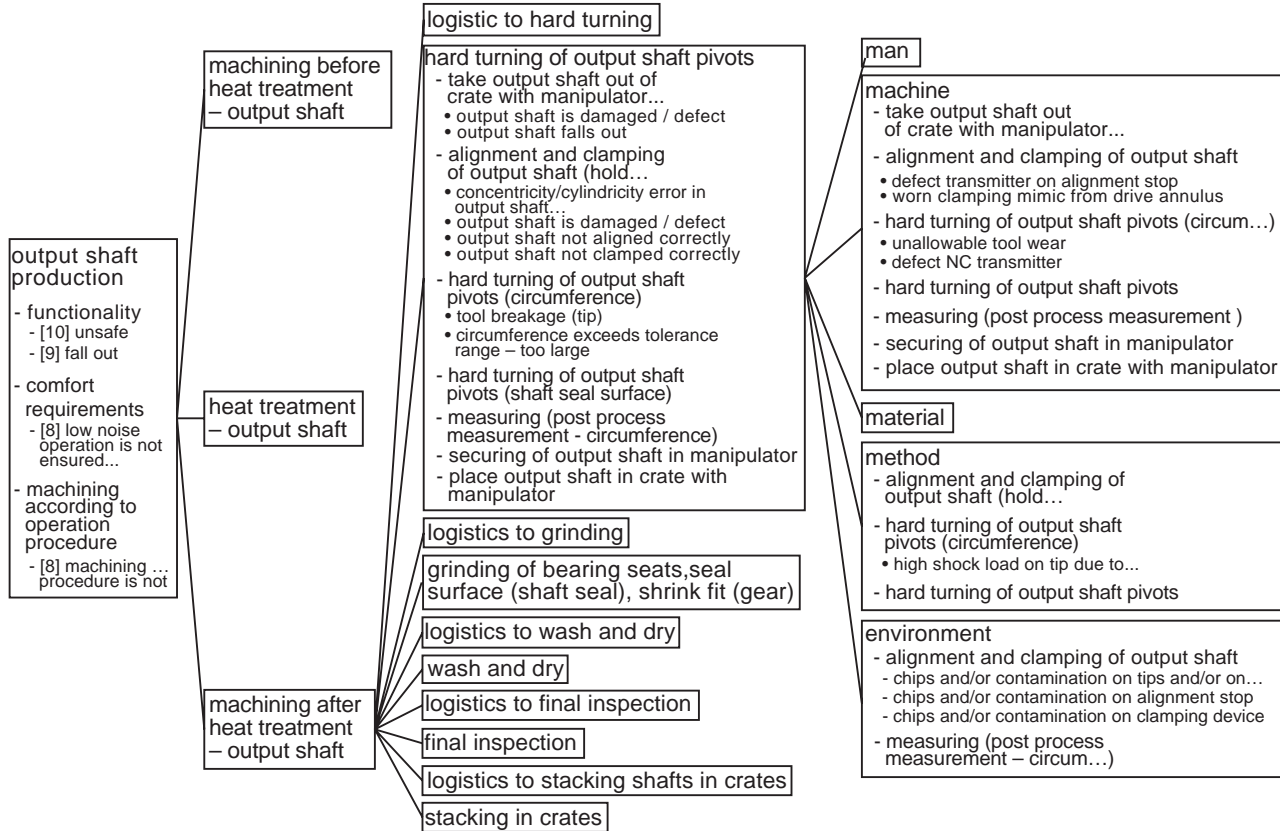 output shaft
production
- functionality
- [10] unsafe
- [9] fall out
- comfort
requirements
- [8] low noise
operation is not
ensured...
- machining
according to
operation
procedure
- [8] machining …
procedure is not
machining before
heat treatment
– output shaft
heat treatment
– output shaft
machining after
heat treatment
– output shaft
logistic to hard turning
hard turning of output shaft pivots
- take output shaft out of
crate with manipulator...
• output shaft is damaged / defect
• output shaft falls out
- alignment and clamping
of output shaft (hold…
• concentricity/cylindricity error in
output shaft…
• output shaft is damaged / defect
• output shaft not aligned correctly
• output shaft not clamped correctly
- hard turning of output shaft
pivots (circumference)
• tool breakage (tip)
• circumference exceeds tolerance
range – too large
- hard turning of output shaft
pivots (shaft seal surface)
- measuring (post process
measurement - circumference)
- securing of output shaft in manipulator
- place output shaft in crate with
manipulator
logistics to grinding
grinding of bearing seats,seal
surface (shaft seal), shrink fit (gear)
logistics to wash and dry
wash and dry
logistics to final inspection
final inspection
logistics to stacking shafts in crates
stacking in crates
man
machine
- take output shaft out
of crate with manipulator...
- alignment and clamping of output shaft
• defect transmitter on alignment stop
• worn clamping mimic from drive annulus
- hard turning of output shaft pivots (circum…)
• unallowable tool wear
• defect NC transmitter
- hard turning of output shaft pivots
- measuring (post process measurement )
- securing of output shaft in manipulator
- place output shaft in crate with manipulator
material
method
- alignment and clamping of
output shaft (hold…
- hard turning of output shaft
pivots (circumference)
• high shock load on tip due to...
- hard turning of output shaft pivots
environment
- alignment and clamping of output shaft
- chips and/or contamination on tips and/or on…
- chips and/or contamination on alignment stop
- chips and/or contamination on clamping device
- measuring (post process
measurement – circum…)